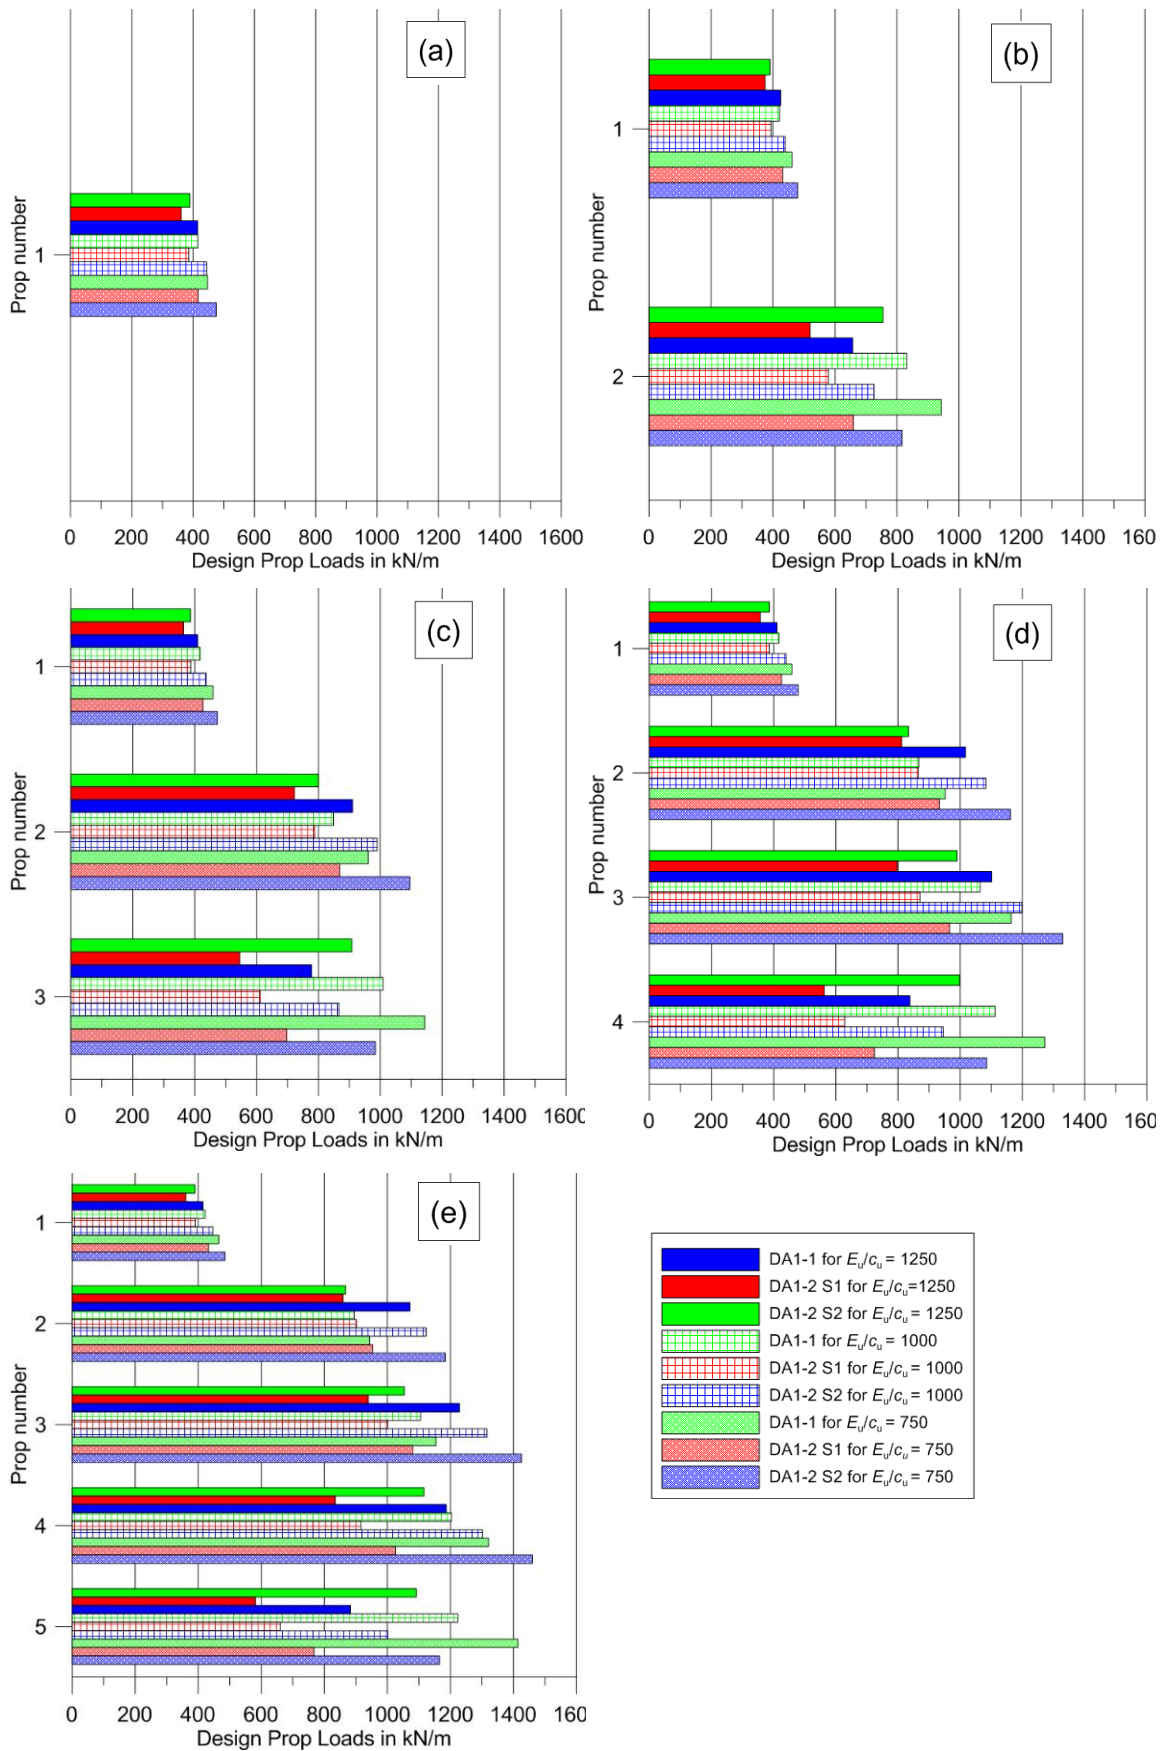 (a)
Prop number
1
0 200 400 600 800 1000 1200 1400 1600
Design Prop Loads in kN/m
(b)
Prop number
1
2
0 200 400 600 800 1000 1200 1400 160
Design Prop Loads in kN/m
(c)
Prop number
1
2
3
0 200 400 600 800 1000 1200 1400 1600
Design Prop Loads in kN/m
(d)
Prop number
1
2
3
4
0 200 400 600 800 1000 1200 1400 160
Design Prop Loads in kN/m
(e)
Prop number
1
2
3
4
5
0 200 400 600 800 1000 1200 1400 160
Design Prop Loads in kN/m
DA1-1 for Eu/cu = 1250
DA1-2 S1 for Eu/cu=1250
DA1-2 S2 for Eu/cu = 1250
DA1-1 for Eu/cu = 1000
DA1-2 S1 for Eu/cu = 1000
DA1-2 S2 for Eu/cu = 1000
DA1-1 for Eu/cu = 750
DA1-2 S1 for Eu/cu = 750
DA1-2 S2 for Eu/cu = 750